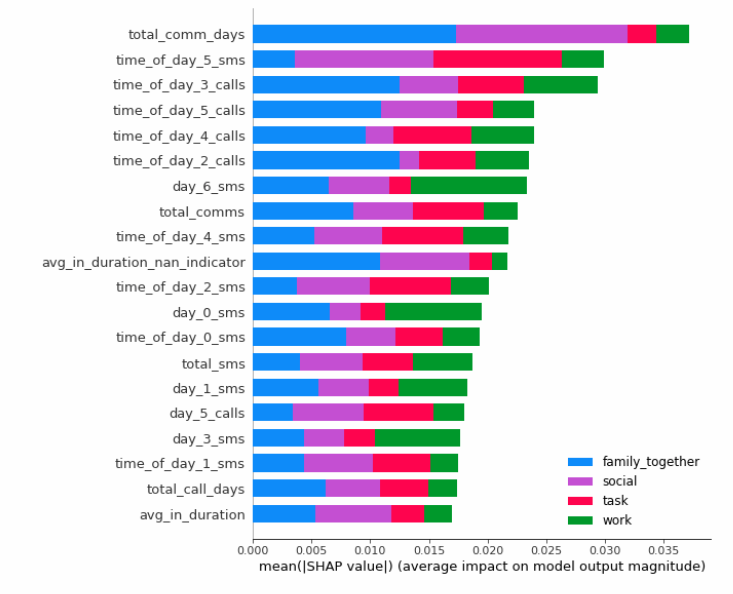 total_comm_days
time_of_day_5_sms
time_of_day_3_calls
time_of_day_5_calls
time_of_day_4_calls
time_of_day_2_calls
day_6_sms
total_comms
time_of_day_4_sms
avg_in_duration_nan_indicator
time_of_day_2_sms
day_0_sms
time_of_day_0_sms
total_sms
day_1_sms
day_5_calls
day_3_sms
time_of_day_1_sms
total_call_days
avg_in_duration
family_together
social
task
work
0.000 0.005 0.010 0.015 0.020 0.025 0.030 0.035
mean(|SHAP value|) (average impact on model output magnitude)